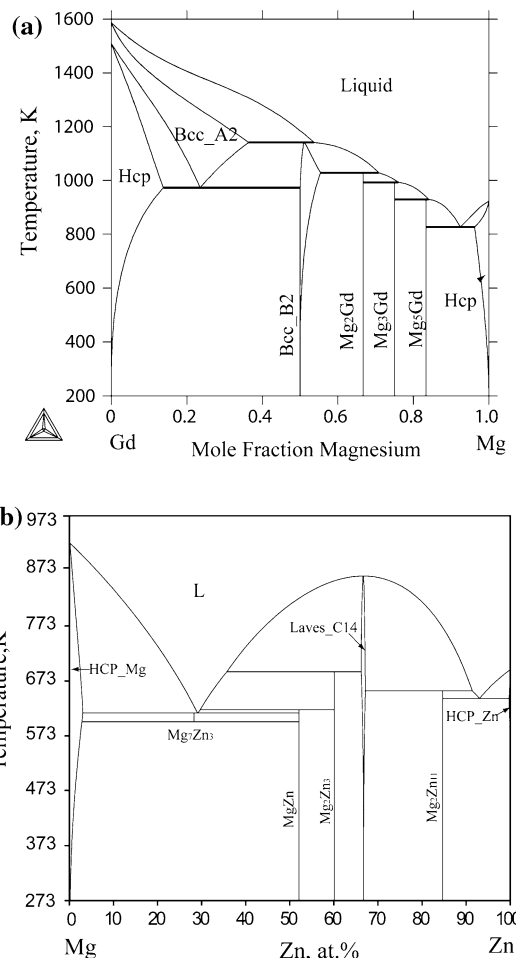 (a)
1600
1400
1200
1000
800
600
400
200
Temperature, K
Liquid
Bcc_A2
Hcp
Bcc_B2
Mg2Gd
Mg3Gd
Mg5Gd
Hcp
0 0.2 0.4 0.6 0.8 1.0
Gd Mole Fraction Magnesium Mg
b)
973
873
773
673
573
473
373
273
Temperature,K
L
Laves_C14
HCP_Mg
HCP_Zn
Mg7Zn3
MgZn
Mg2Zn3
Mg2Zn11
0 10 20 30 40 50 60 70 80 90 100
Mg Zn, at.% Zn